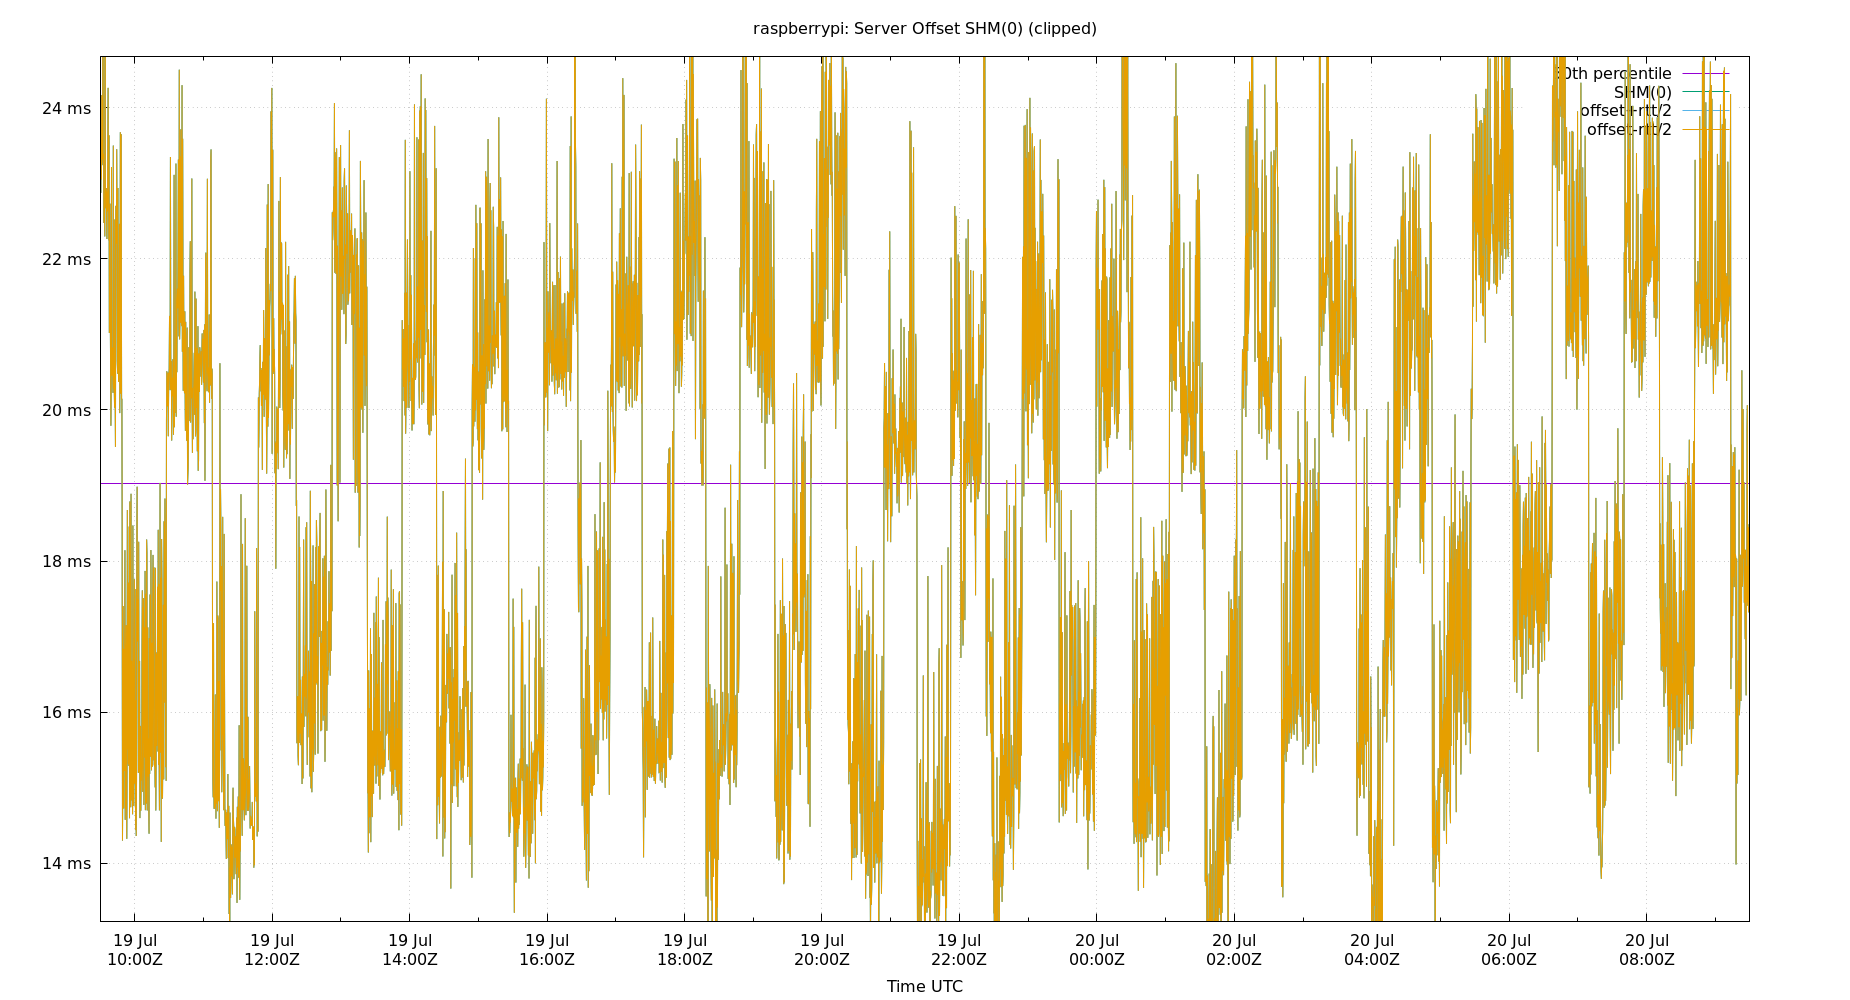 raspberrypi: Server Offset SHM(0) (clipped)
percentile
SHM(0)
offset+rtt/2
offset-rtt/2
24 ms
22 ms
20 ms
18 ms
16 ms
14 ms
19 Jul 19 Jul 19 Jul 19 Jul 19 Jul 19 Jul 19 Jul 20 Jul 20 Jul 20 Jul 20 Jul 20 Jul
10:00Z 12:00Z 14:00Z 16:00Z 18:00Z 20:00Z 22:00Z 00:00Z 02:00Z 04:00Z 06:00Z 08:00Z
Time UTC